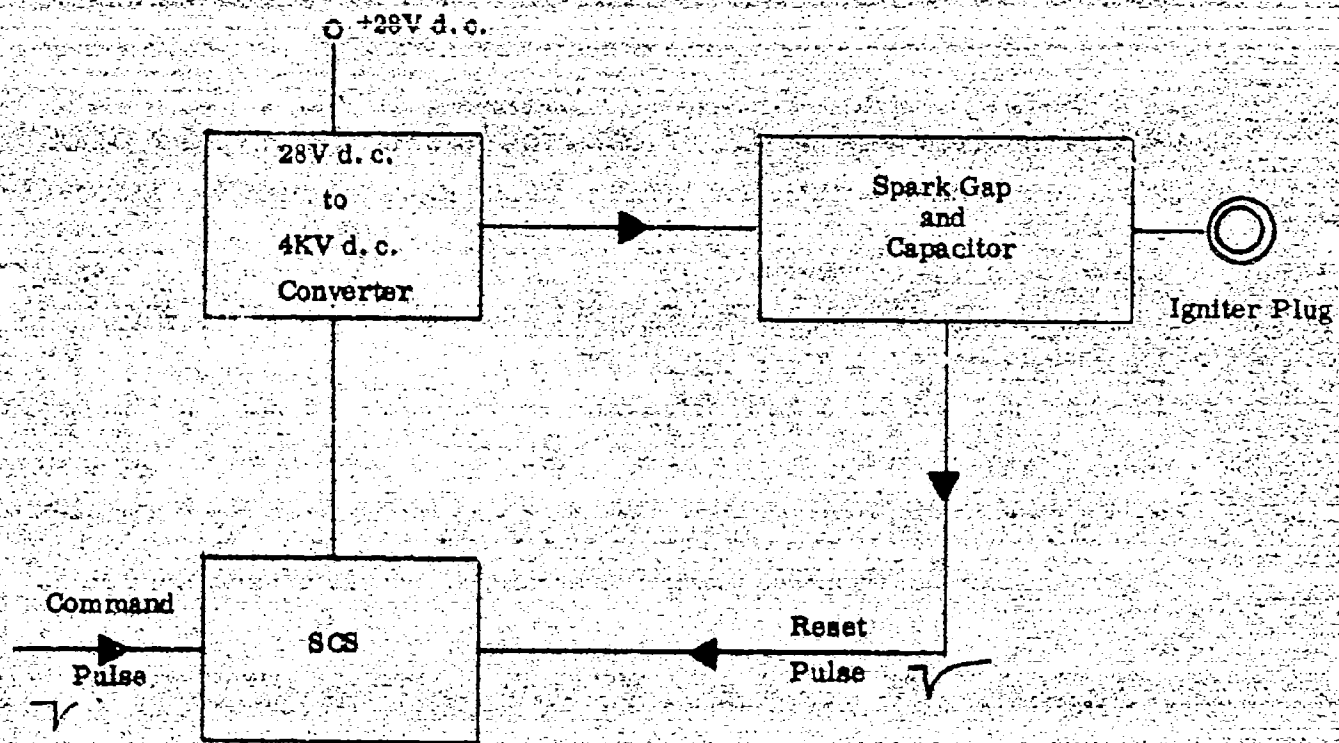 +28V d. c.
28V d. c.
to
4KV d. c.
Converter
Spark Gap
and
Capacitor
Igniter Plug
Command
Pulse
SCS
Reset
Pulse